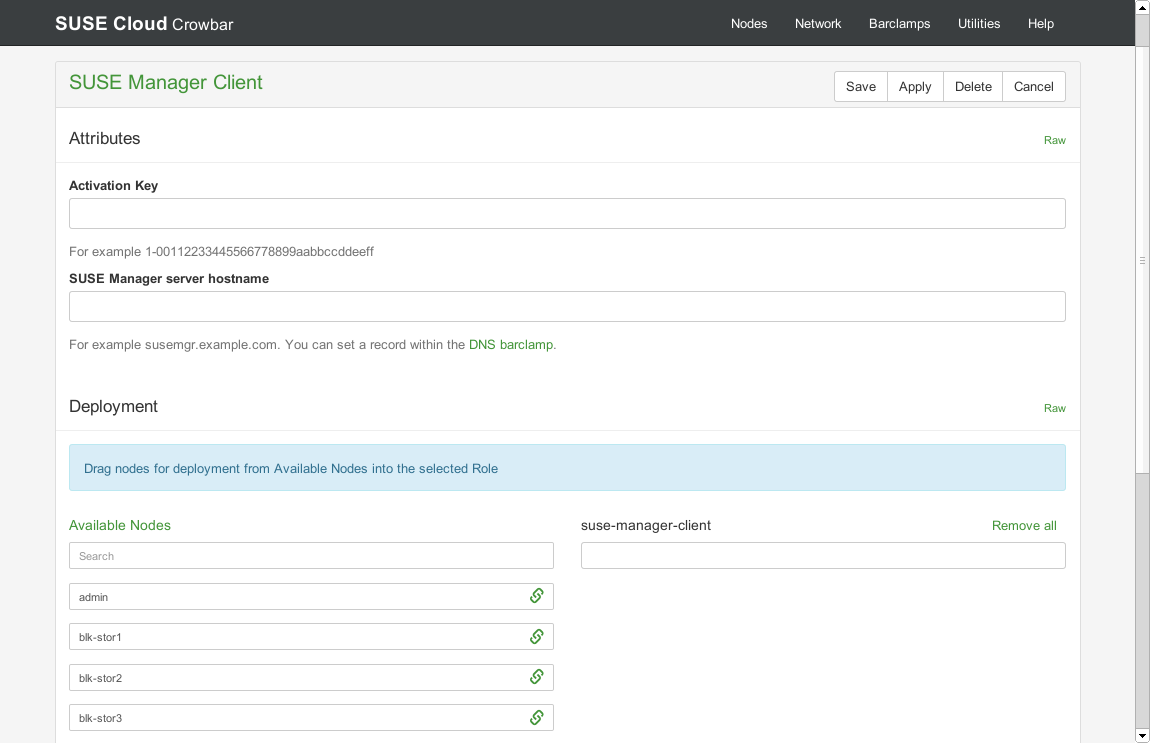 SUSE Cloud Crowbar
Nodes Network Barclamps Utilities Help
SUSE Manager Client
Save Apply Delete Cancel
Attributes
Raw
Activation Key
For example 1-00112233445566778899aabbccddeeff
SUSE Manager server hostname
For example susemgr.example.com. You can set a record within the DNS barclamp.
Deployment
Raw
Drag nodes for deployment from Available Nodes into the selected Role
Available Nodes
suse-manager-client
Remove all
Search
admin
blk-stor1
blk-stor2
blk-stor3